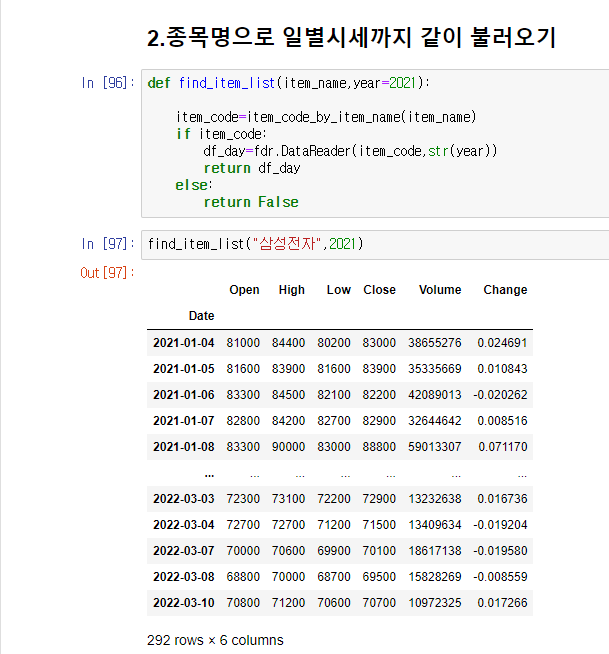 2.종목명으로 일별시세까지 같이 불러오기
In [96]: def find_item_list(item_name,year=2021):
item_code=item_code_by_item_name(item_name)
if item_code:
df_day=fdr.DataReader(item_code,str(year))
return df_day
else:
return False
In [97]: find_item_list("삼성전자",2021)
Out[97]:
Open High Low Close Volume Change
Date
2021-01-04 81000 84400 80200 83000 38655276 0.024691
2021-01-05 81600 83900 81600 83900 35335669 0.010843
2021-01-06 83300 84500 82100 82200 42089013 -0.020262
2021-01-07 82800 84200 82700 82900 32644642 0.008516
2021-01-08 83300 90000 83000 88800 59013307 0.071170
... ... ... ... ... ... ...
2022-03-03 72300 73100 72200 72900 13232638 0.016736
2022-03-04 72700 72700 71200 71500 13409634 -0.019204
2022-03-07 70000 70600 69900 70100 18617138 -0.019580
2022-03-08 68800 70000 68700 69500 15828269 -0.008559
2022-03-10 70800 71200 70600 70700 10972325 0.017266
292 rows × 6 columns